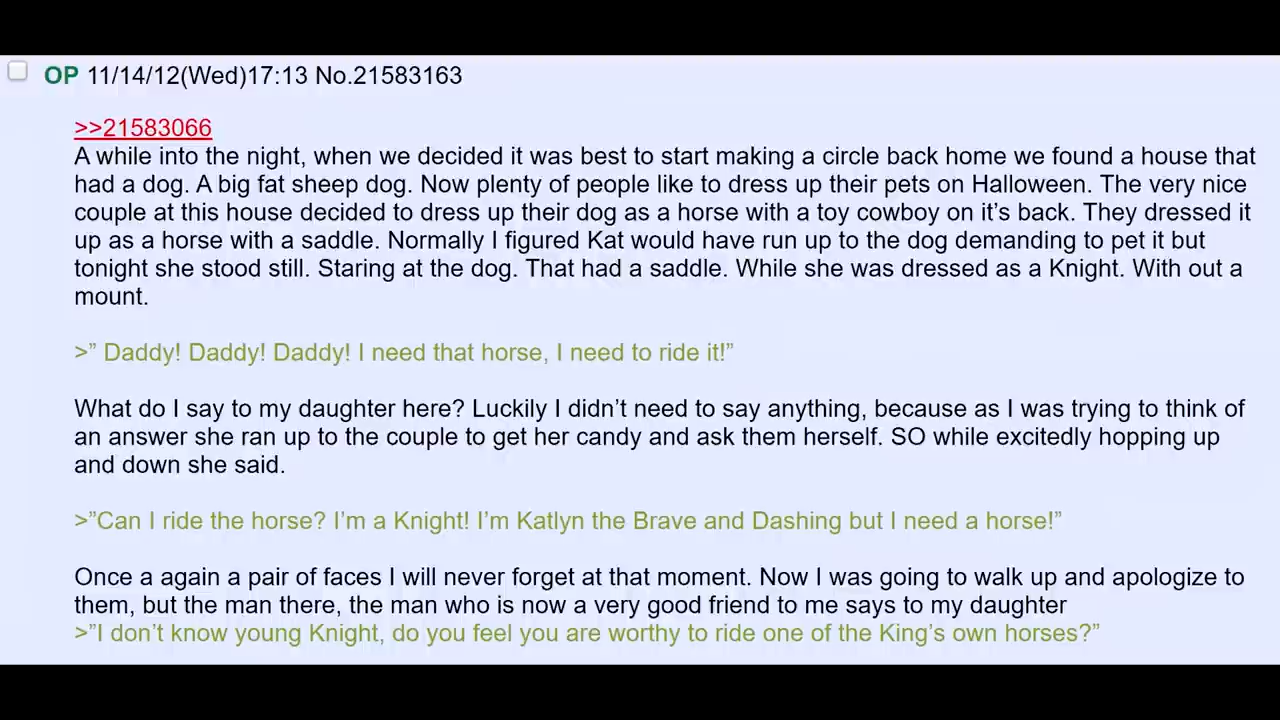 OP 11/14/12(Wed)17:13 No.21583163
>>21583066
A while into the night, when we decided it was best to start making a circle back home we found a house that
had a dog. A big fat sheep dog. Now plenty of people like to dress up their pets on Halloween. The very nice
couple at this house decided to dress up their dog as a horse with a toy cowboy on it’s back. They dressed it
up as a horse with a saddle. Normally I figured Kat would have run up to the dog demanding to pet it but
tonight she stood still. Staring at the dog. That had a saddle. While she was dressed as a Knight. With out a
mount.
>” Daddy! Daddy! Daddy! I need that horse, I need to ride it!”
What do I say to my daughter here? Luckily I didn’t need to say anything, because as I was trying to think of
an answer she ran up to the couple to get her candy and ask them herself. SO while excitedly hopping up
and down she said.
>”Can I ride the horse? I’m a Knight! I’m Katlyn the Brave and Dashing but I need a horse!”
Once a again a pair of faces I will never forget at that moment. Now I was going to walk up and apologize to
them, but the man there, the man who is now a very good friend to me says to my daughter
>”I don’t know young Knight, do you feel you are worthy to ride one of the King’s own horses?”